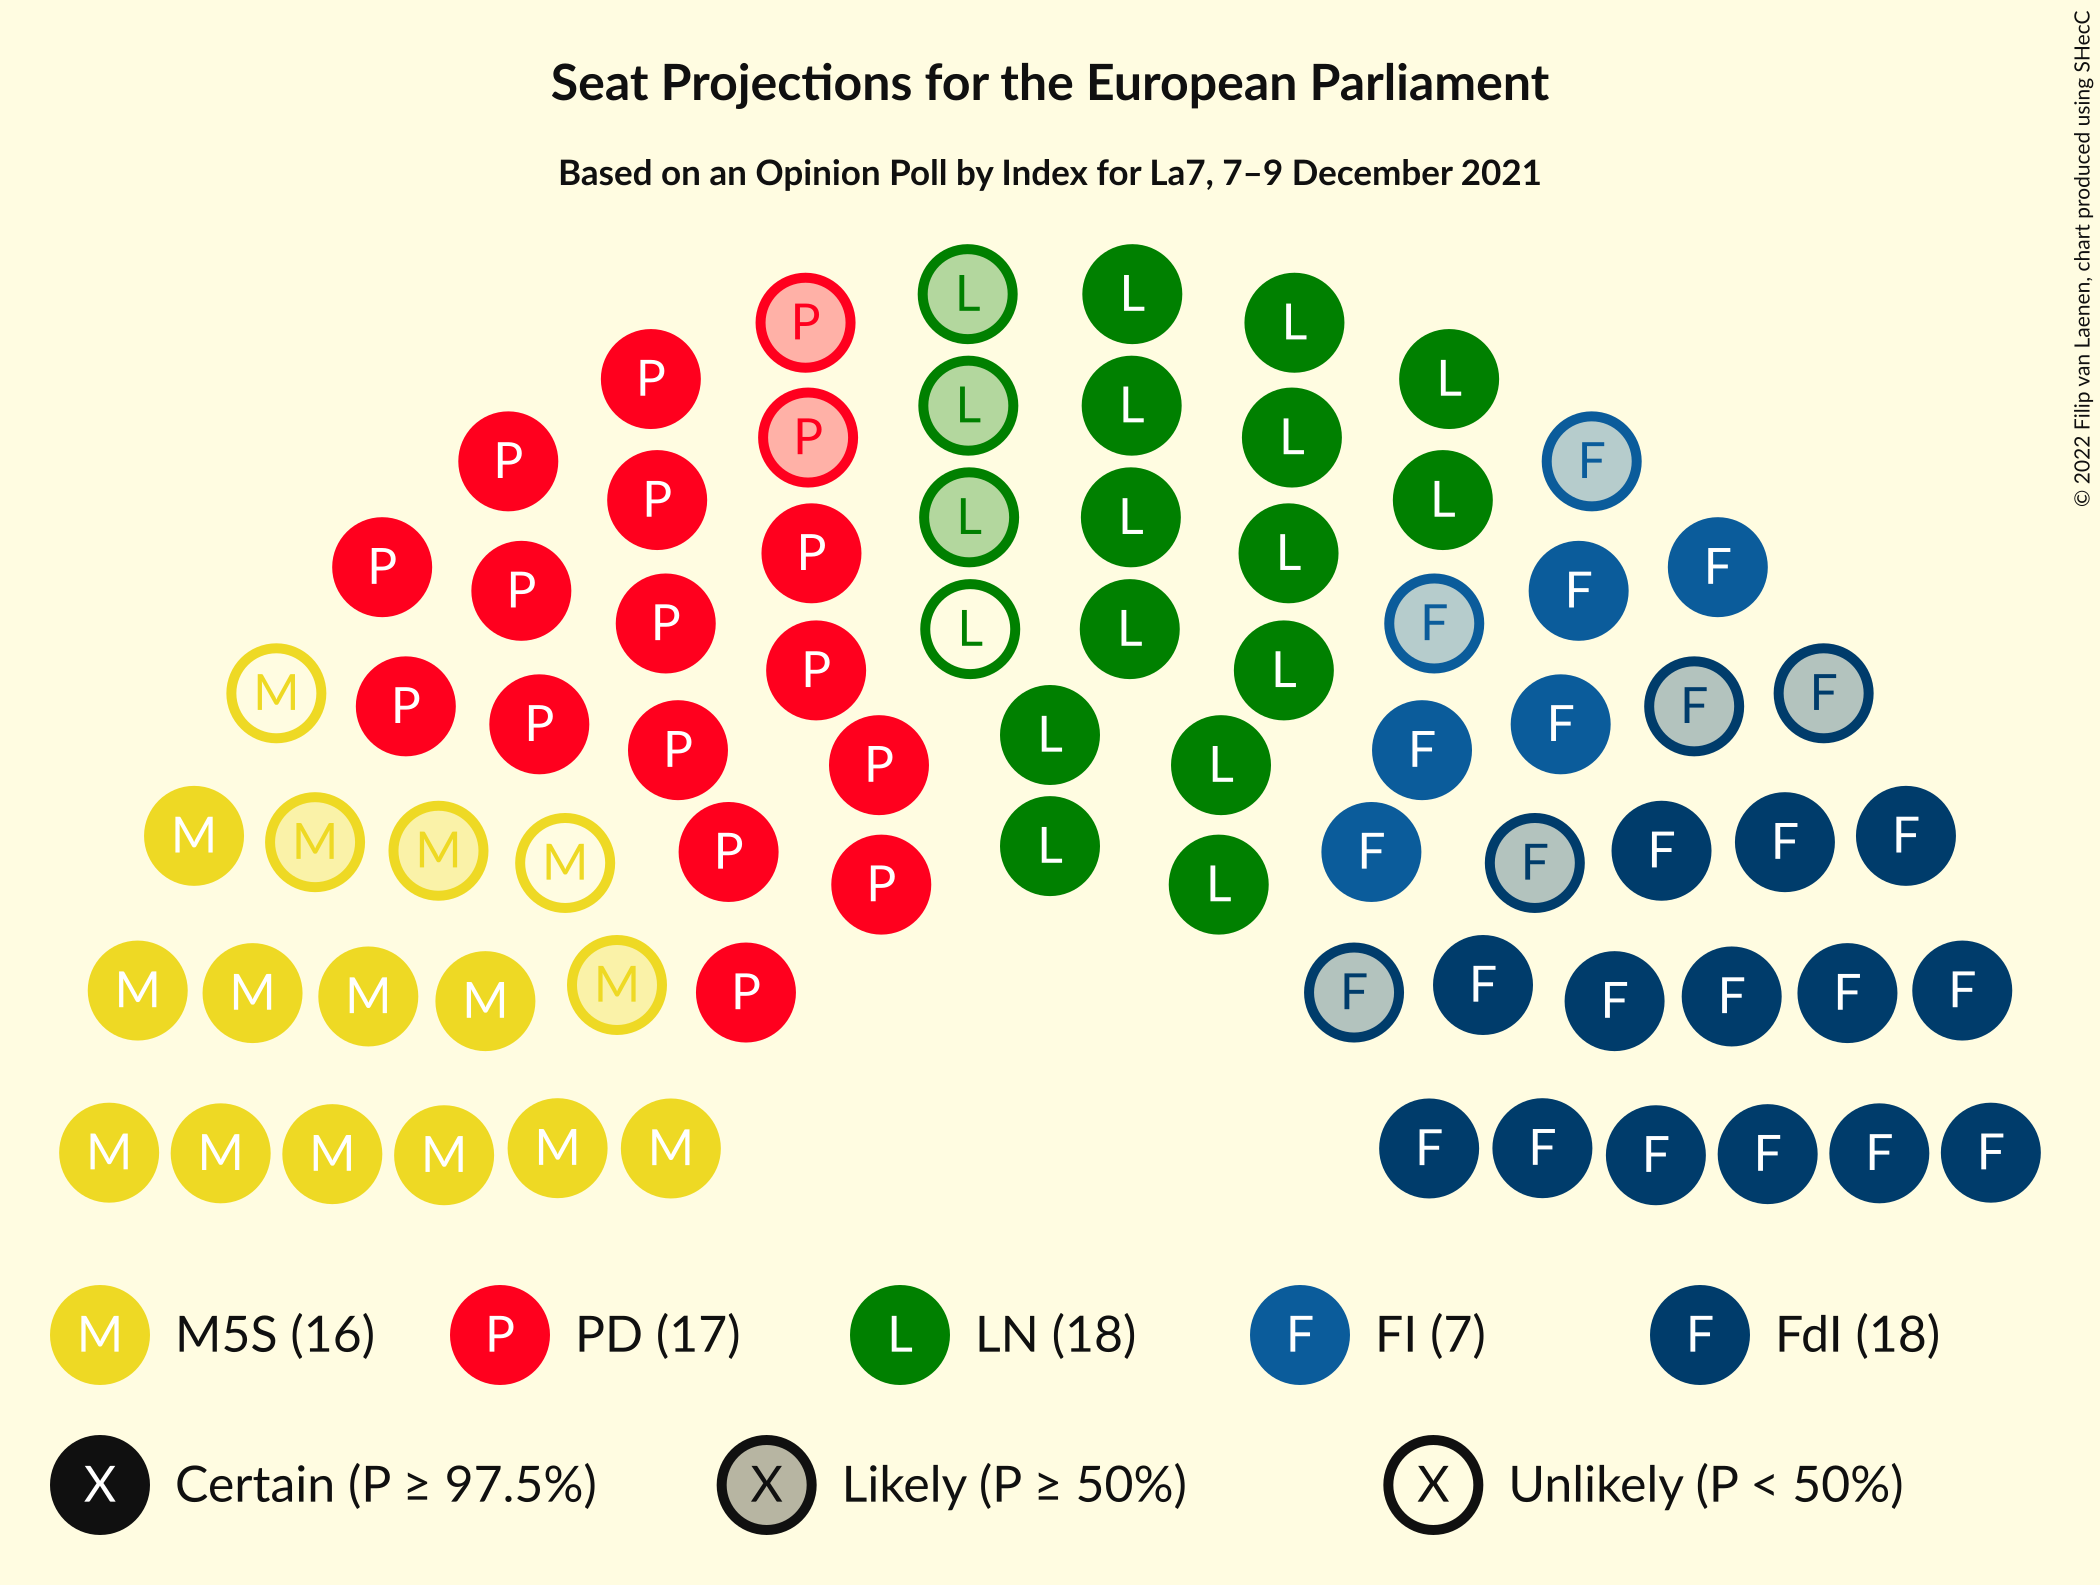 Seat Projections for the European Parliament
Based on an Opinion Poll by Index for La7, 7–9 December 2021
© 2022 Filip van Laenen, chart produced using SHecC
L L
P L L
P L
P L L
P F
P L L
P L
P L L
P F
P L L
P L
P F F
P F
P L L
M P P P P L L F F F F
P L L P
M M M M P L F F F F F
P L
M M M M M P F F F F F F
M M M M M M F F F F F F
M M5S (16) P PD (17) L LN (18) F FI (7) F FdI (18)
X Certain (P ≥ 97.5%) X Likely (P ≥ 50%) X Unlikely (P < 50%)